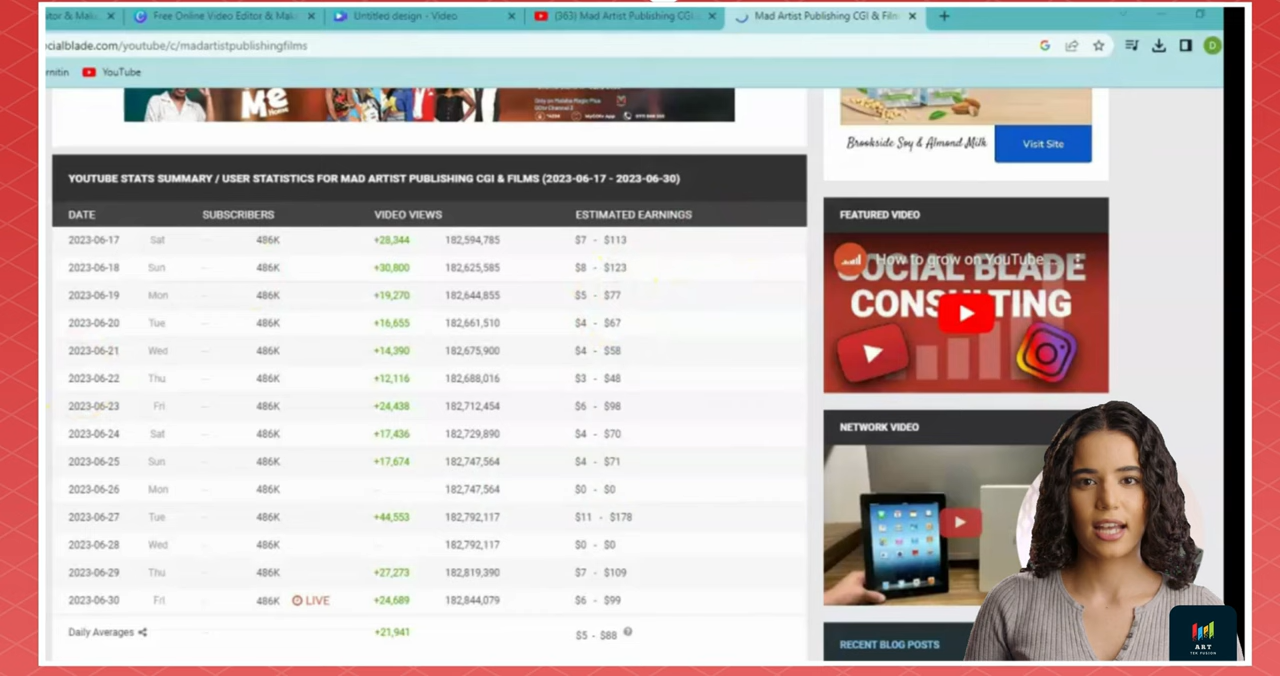 itor & Mak Free Online Video Editor & Mak Untitled design - Video (363) Mad Artist Publishing CGI Mad Artist Publishing CGI & Film
cialblade.com/youtube/c/madartistpublishingfilms
D
rnitin YouTube
Me
Home
Brookside Soy & Almond Milk
Visit Site
YOUTUBE STATS SUMMARY / USER STATISTICS FOR MAD ARTIST PUBLISHING CGI & FILMS (2023-06-17 - 2023-06-30)
DATE SUBSCRIBERS VIDEO VIEWS ESTIMATED EARNINGS
2023-06-17 Sat -- 486K +28,344 182,594,785 $7 - $113
2023-06-18 Sun -- 486K +30,800 182,625,585 $8 - $123
2023-06-19 Mon -- 486K +19,270 182,644,855 $5 - $77
2023-06-20 Tue -- 486K +16,655 182,661,510 $4 - $67
2023-06-21 Wed -- 486K +14,390 182,675,900 $4 - $58
2023-06-22 Thu -- 486K +12,116 182,688,016 $3 - $48
2023-06-23 Fri -- 486K +24,438 182,712,454 $6 - $98
2023-06-24 Sat -- 486K +17,436 182,729,890 $4 - $70
2023-06-25 Sun -- 486K +17,674 182,747,564 $4 - $71
2023-06-26 Mon -- 486K -- 182,747,564 $0 - $0
2023-06-27 Tue -- 486K +44,553 182,792,117 $11 - $178
2023-06-28 Wed -- 486K -- 182,792,117 $0 - $0
2023-06-29 Thu -- 486K +27,273 182,819,390 $7 - $109
2023-06-30 Fri -- 486K LIVE +24,689 182,844,079 $6 - $99
Daily Averages -- +21,941 $5 - $88
FEATURED VIDEO
How to grow on YouTube
SOCIAL BLADE
CONSULTING
NETWORK VIDEO
RECENT BLOG POSTS
ART
TEK FUSION